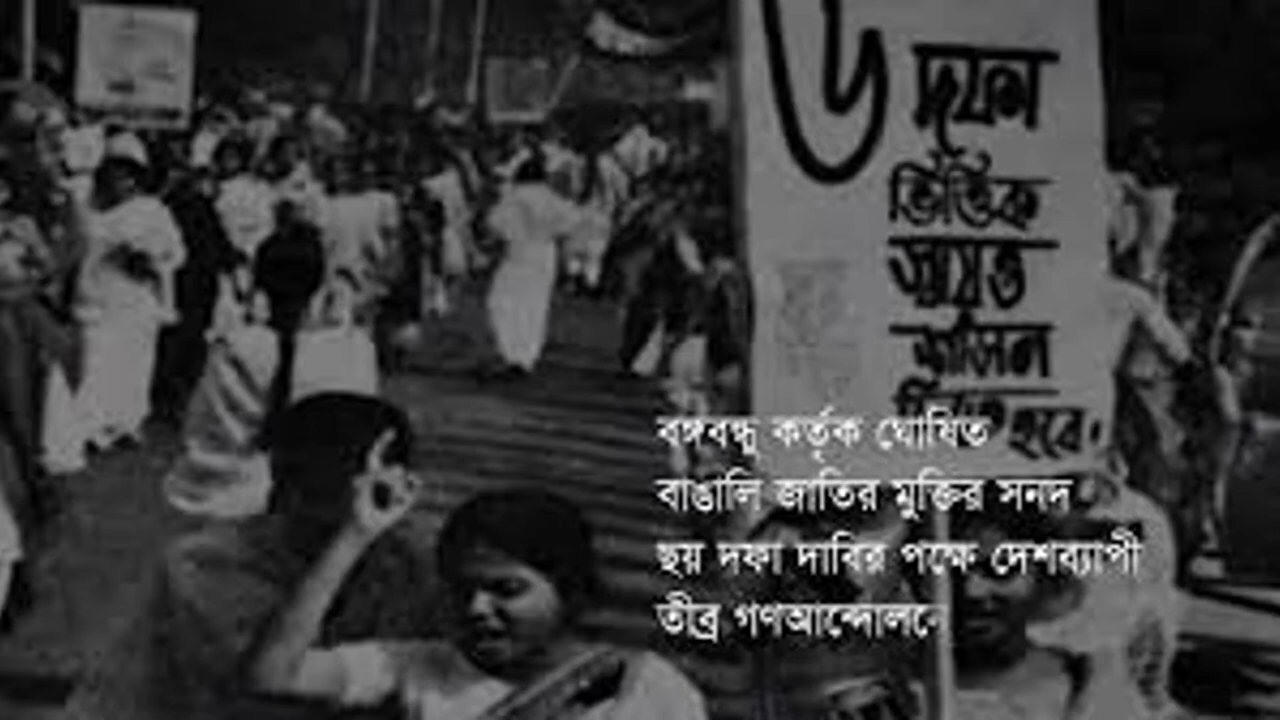 ৬
দফা
ভিত্তিক
স্বায়ত্ত
শাসন
হবে।
বঙ্গবন্ধু কর্তৃক ঘোষিত
বাঙালি জাতির মুক্তির সনদ
ছয় দফা দাবির পক্ষে দেশব্যাপী
তীব্র গণআন্দোলনে